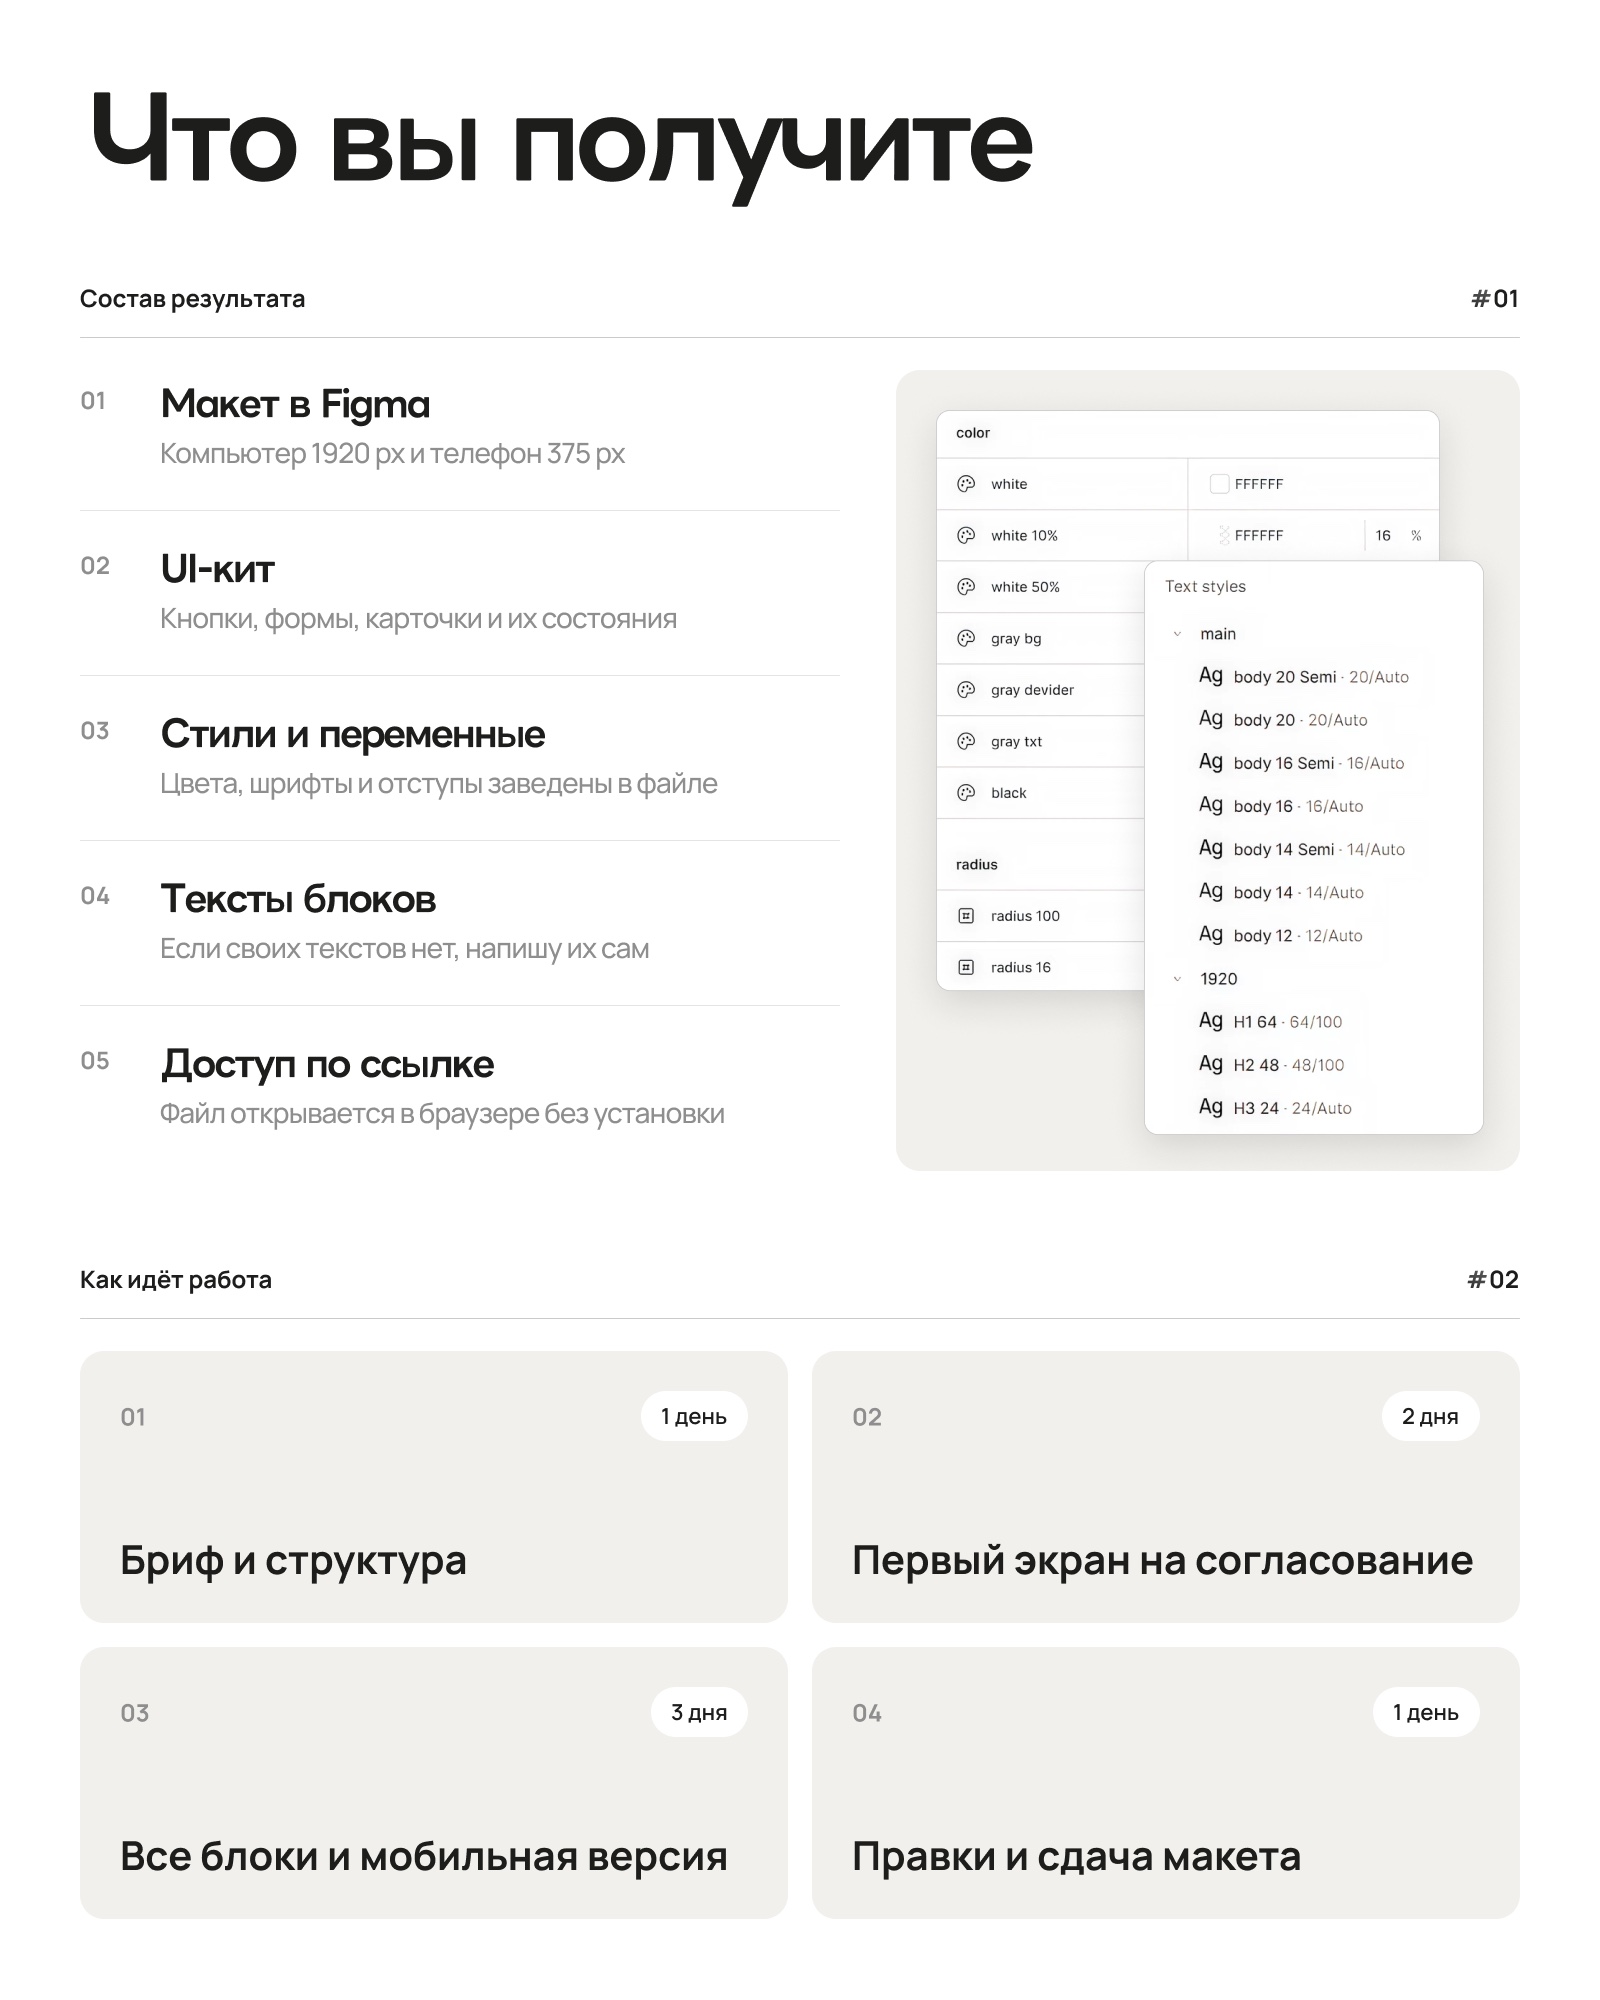 Что вы получите
Состав результата
#01
01
Макет в Figma
Компьютер 1920 px и телефон 375 px
02
UI-кит
Кнопки, формы, карточки и их состояния
03
Стили и переменные
Цвета, шрифты и отступы заведены в файле
04
Тексты блоков
Если своих текстов нет, напишу их сам
05
Доступ по ссылке
Файл открывается в браузере без установки
color
white
FFFFFF
white 10%
FFFFFF 16 %
white 50%
gray bg
gray devider
gray txt
black
radius
radius 100
radius 16
Text styles
main
Ag body 20 Semi · 20/Auto
Ag body 20 · 20/Auto
Ag body 16 Semi · 16/Auto
Ag body 16 · 16/Auto
Ag body 14 Semi · 14/Auto
Ag body 14 · 14/Auto
Ag body 12 · 12/Auto
1920
Ag H1 64 · 64/100
Ag H2 48 · 48/100
Ag H3 24 · 24/Auto
Как идёт работа
#02
01
1 день
Бриф и структура
02
2 дня
Первый экран на согласование
03
3 дня
Все блоки и мобильная версия
04
1 день
Правки и сдача макета